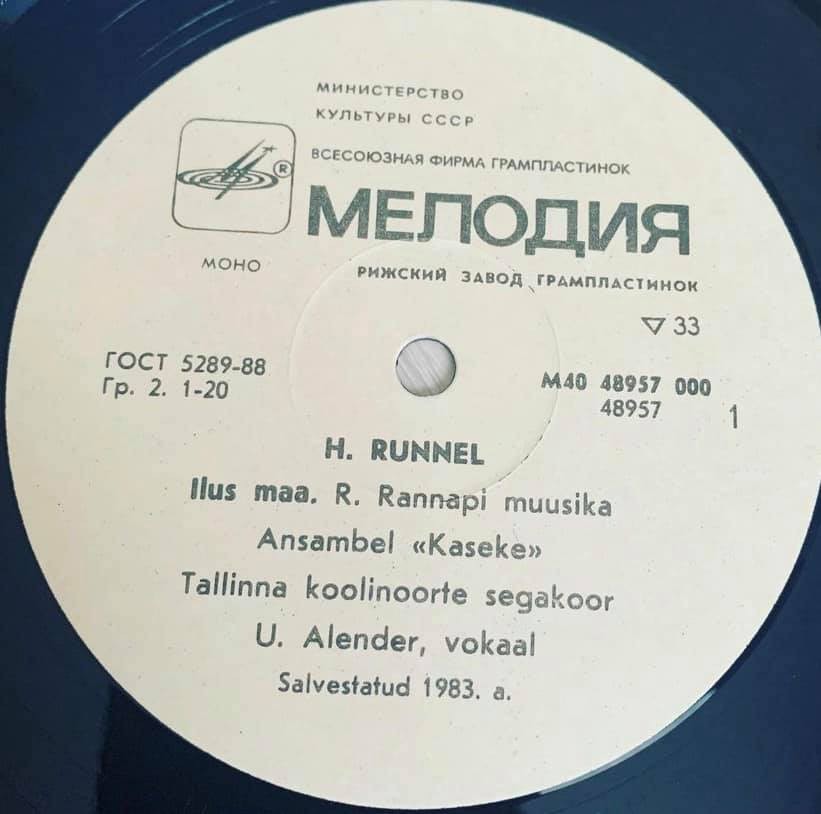 МИНИСТЕРСТВО
КУЛЬТУРЫ СССР
ВСЕСОЮЗНАЯ ФИРМА ГРАМПЛАСТИНОК
®
МЕЛОДИЯ
МОНО
РИЖСКИЙ ЗАВОД ГРАМПЛАСТИНОК
▽ 33
ГОСТ 5289-88
Гр. 2. 1-20
М40 48957 000
48957
1
H. RUNNEL
Ilus maa. R. Rannapi muusika
Ansambel «Kaseke»
Tallinna koolinoorte segakoor
U. Alender, vokaal
Salvestatud 1983. a.